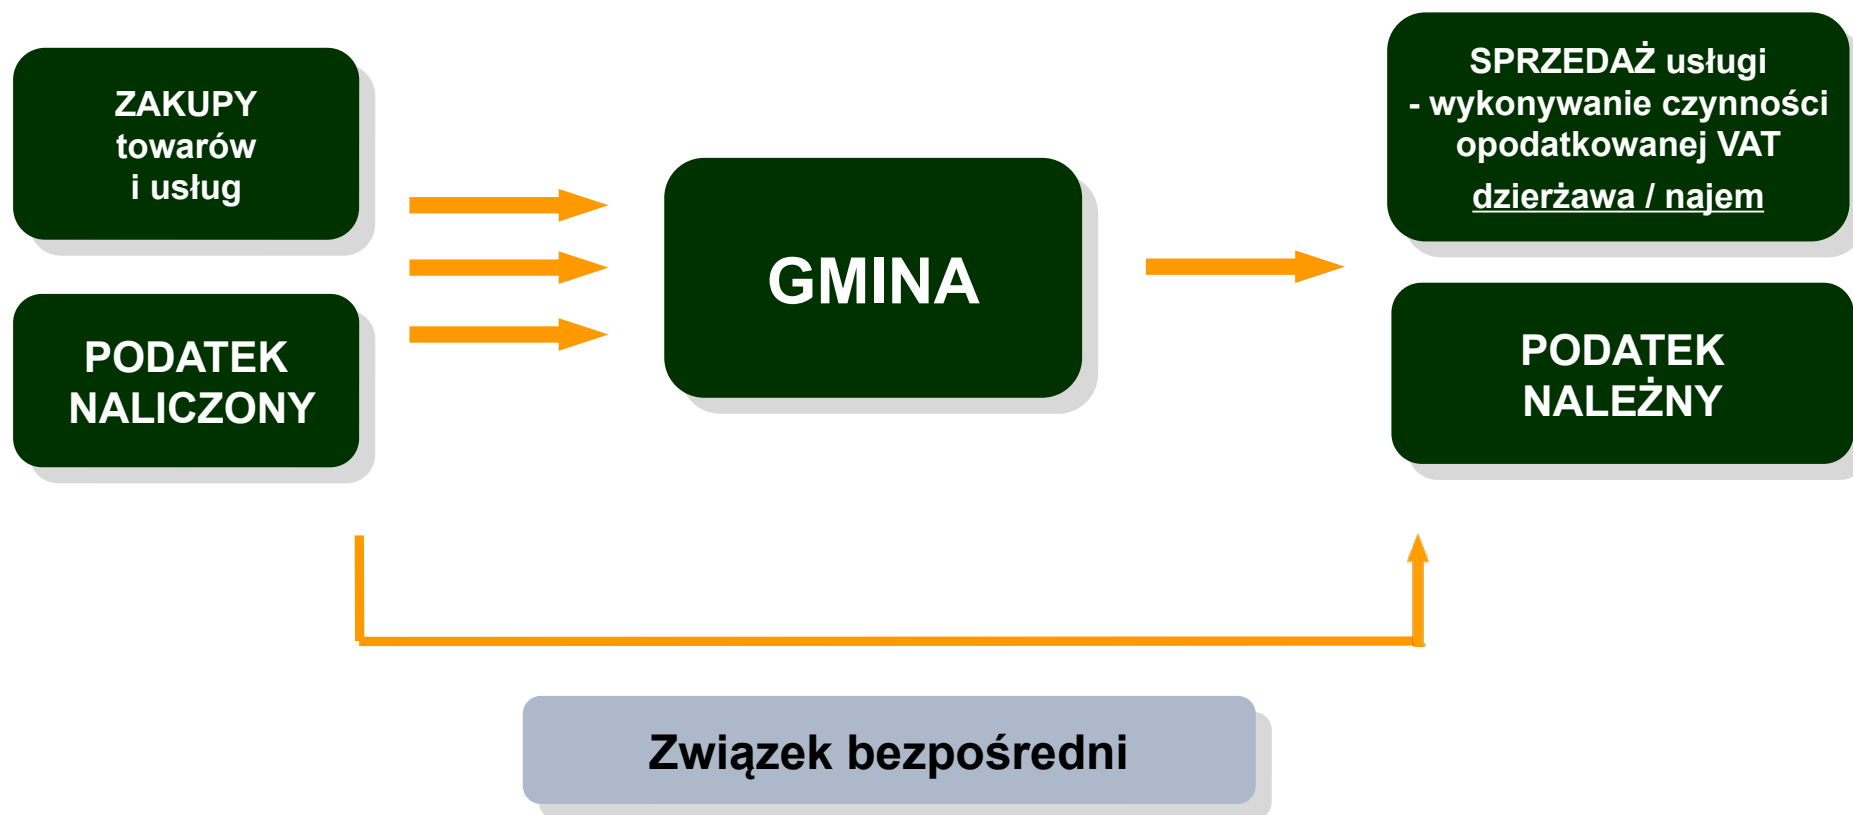 ZAKUPY
towarów
i usług
PODATEK
NALICZONY
GMINA
SPRZEDAŻ usługi
- wykonywanie czynności
opodatkowanej VAT
dzierżawa / najem
PODATEK
NALEŻNY
Związek bezpośredni